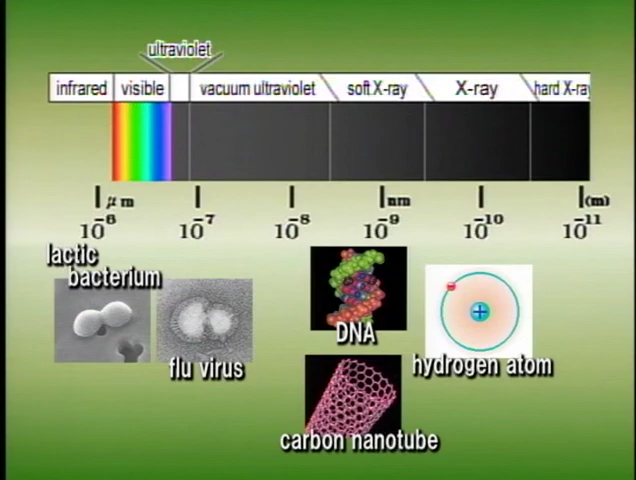 ultraviolet
infrared visible vacuum ultraviolet soft X-ray X-ray hard X-ray
μm nm (m)
10⁻⁶ 10⁻⁷ 10⁻⁸ 10⁻⁹ 10⁻¹⁰ 10⁻¹¹
lactic
bacterium
flu virus
DNA
+
hydrogen atom
carbon nanotube